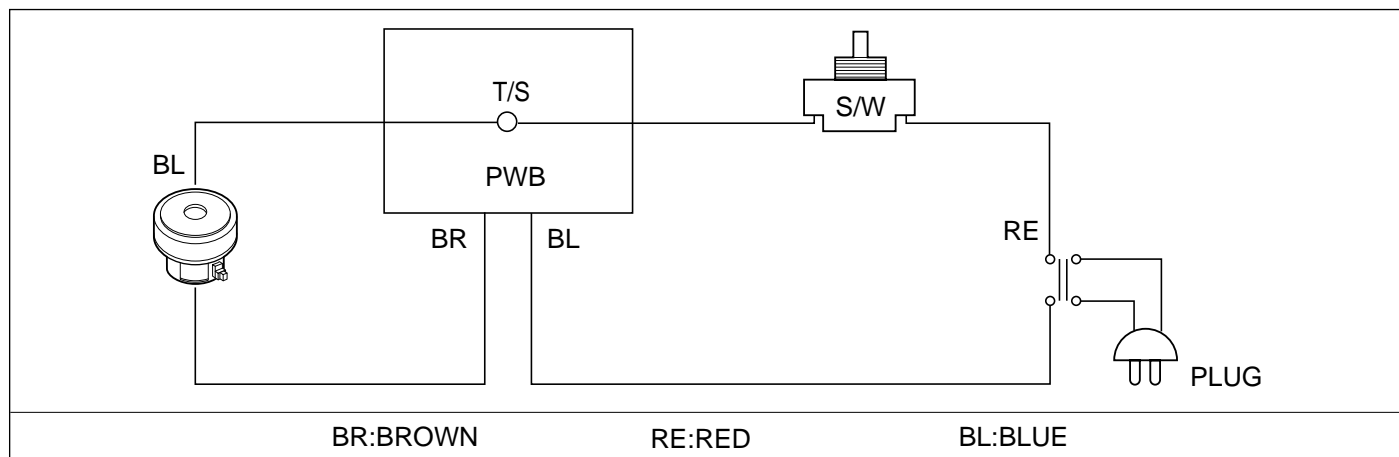 T/S
S/W
BL
PWB
BR
BL
RE
PLUG
BR:BROWN
RE:RED
BL:BLUE